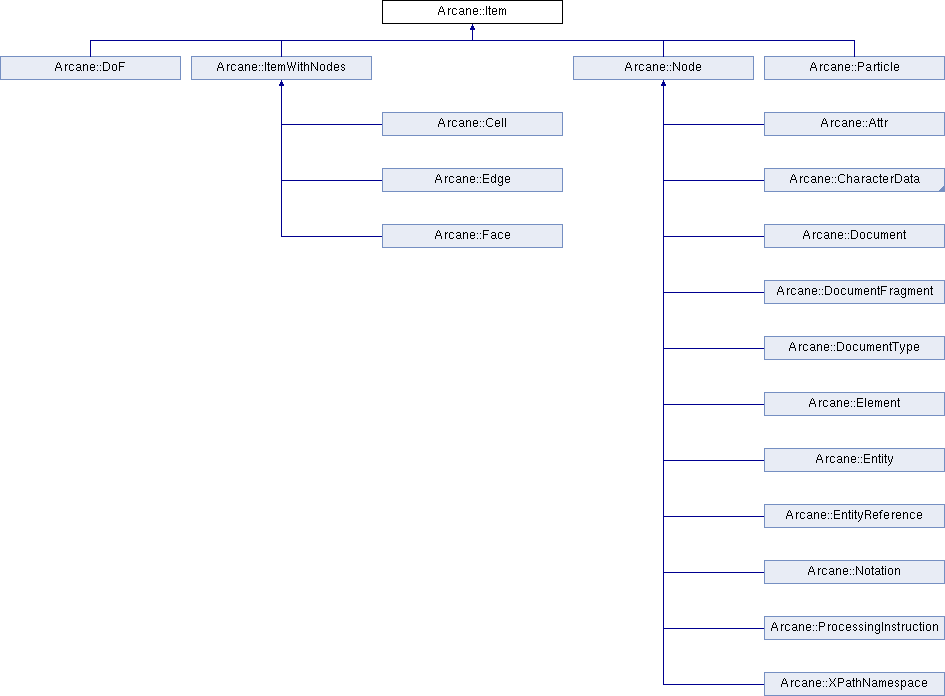 Arcane::Item
Arcane::DoF
Arcane::ItemWithNodes
Arcane::Node
Arcane::Particle
Arcane::Cell
Arcane::Attr
Arcane::Edge
Arcane::CharacterData
Arcane::Face
Arcane::Document
Arcane::DocumentFragment
Arcane::DocumentType
Arcane::Element
Arcane::Entity
Arcane::EntityReference
Arcane::Notation
Arcane::ProcessingInstruction
Arcane::XPathNamespace